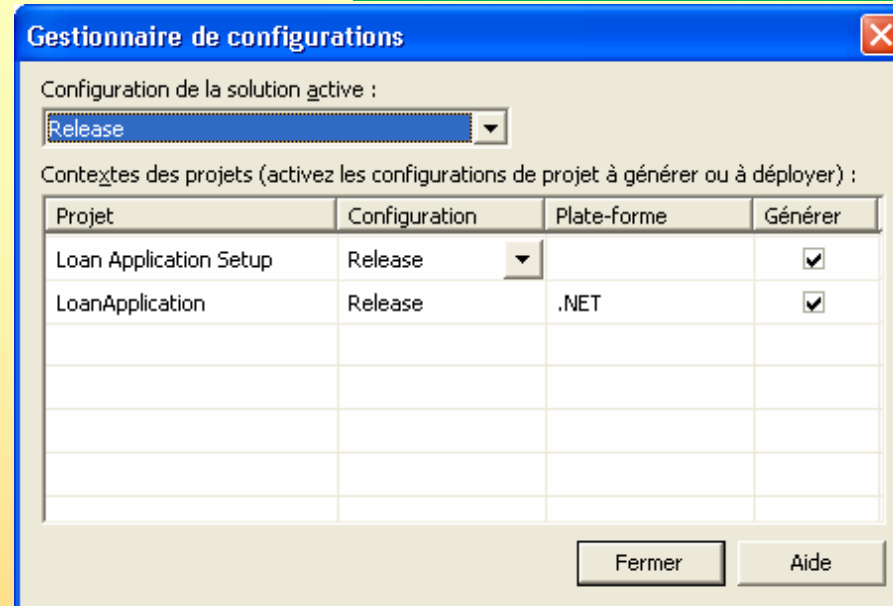 Gestionnaire de configurations
Configuration de la solution active :
Release
Contextes des projets (activez les configurations de projet à générer ou à déployer) :
Projet Configuration Plate-forme Générer
Loan Application Setup Release
LoanApplication Release .NET
Fermer Aide